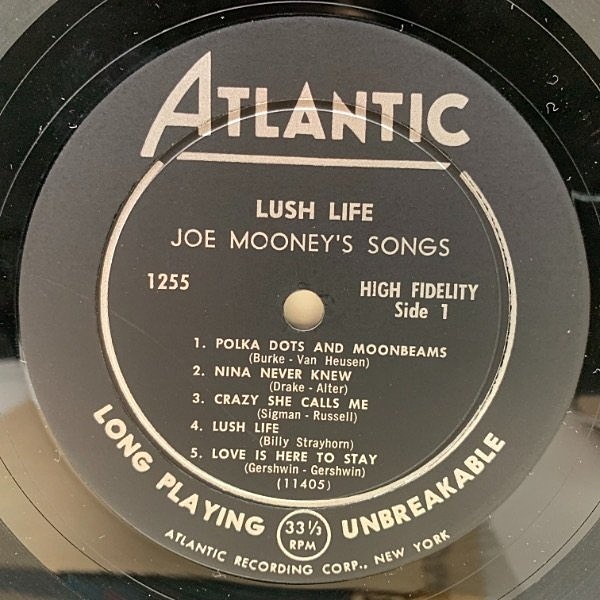 ATLANTIC
LUSH LIFE
JOE MOONEY'S SONGS
1255
HIGH FIDELITY
Side 1
1. POLKA DOTS AND MOONBEAMS
(Burke - Van Heusen)
2. NINA NEVER KNEW
(Drake - Alter)
3. CRAZY SHE CALLS ME
(Sigman - Russell)
4. LUSH LIFE
(Billy Strayhorn)
5. LOVE IS HERE TO STAY
(Gershwin - Gershwin)
(11405)
LONG PLAYING
33 1/3
RPM
UNBREAKABLE
ATLANTIC RECORDING CORP., NEW YORK